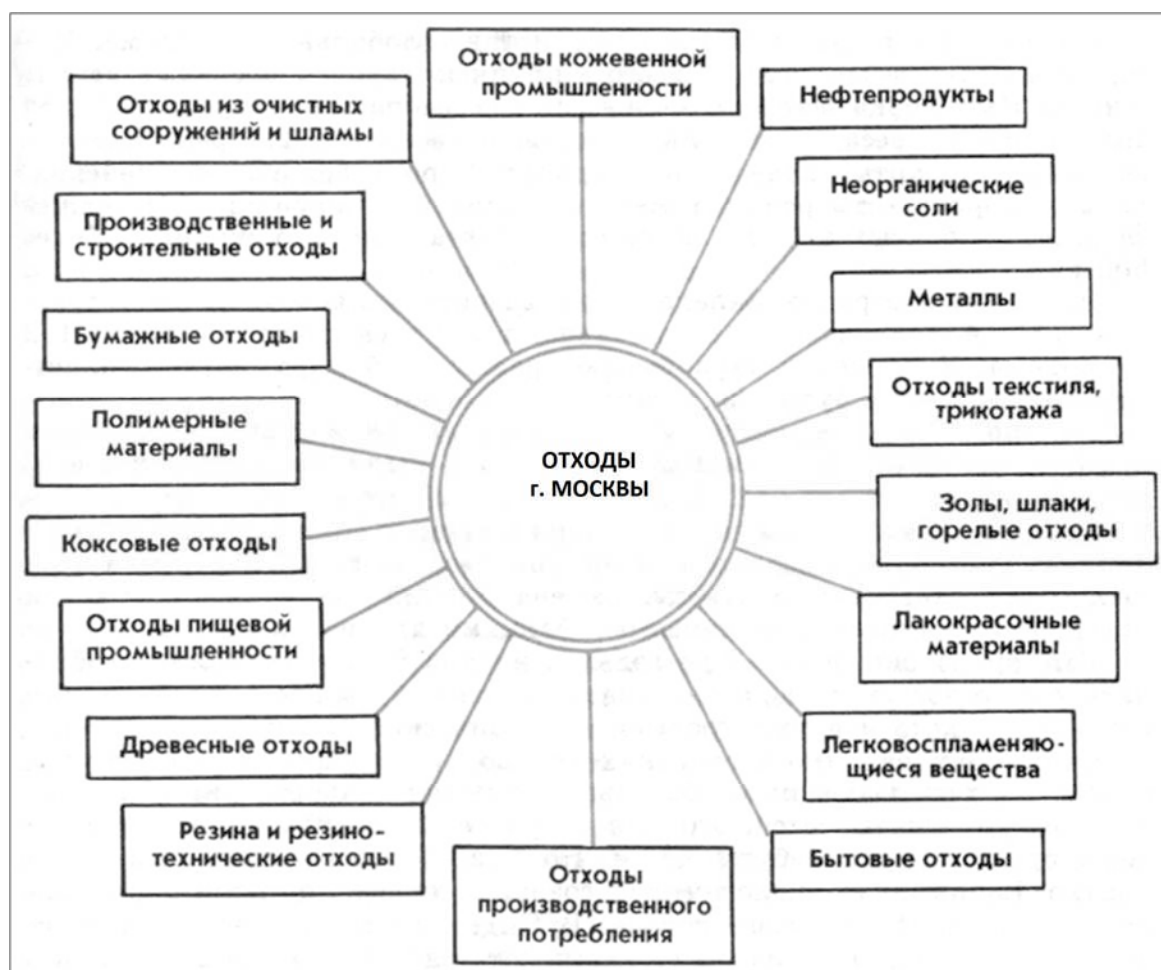 Отходы кожевенной
промышленности
Нефтепродукты
Неорганические
соли
Металлы
Отходы текстиля,
трикотажа
Золы, шлаки,
горелые отходы
Лакокрасочные
материалы
Легковоспламеняю-
щиеся вещества
Бытовые отходы
Отходы
производственного
потребления
Резина и резино-
технические отходы
Древесные отходы
Отходы пищевой
промышленности
Коксовые отходы
Полимерные
материалы
Бумажные отходы
Производственные и
строительные отходы
Отходы из очистных
сооружений и шламы
ОТХОДЫ
г. МОСКВЫ